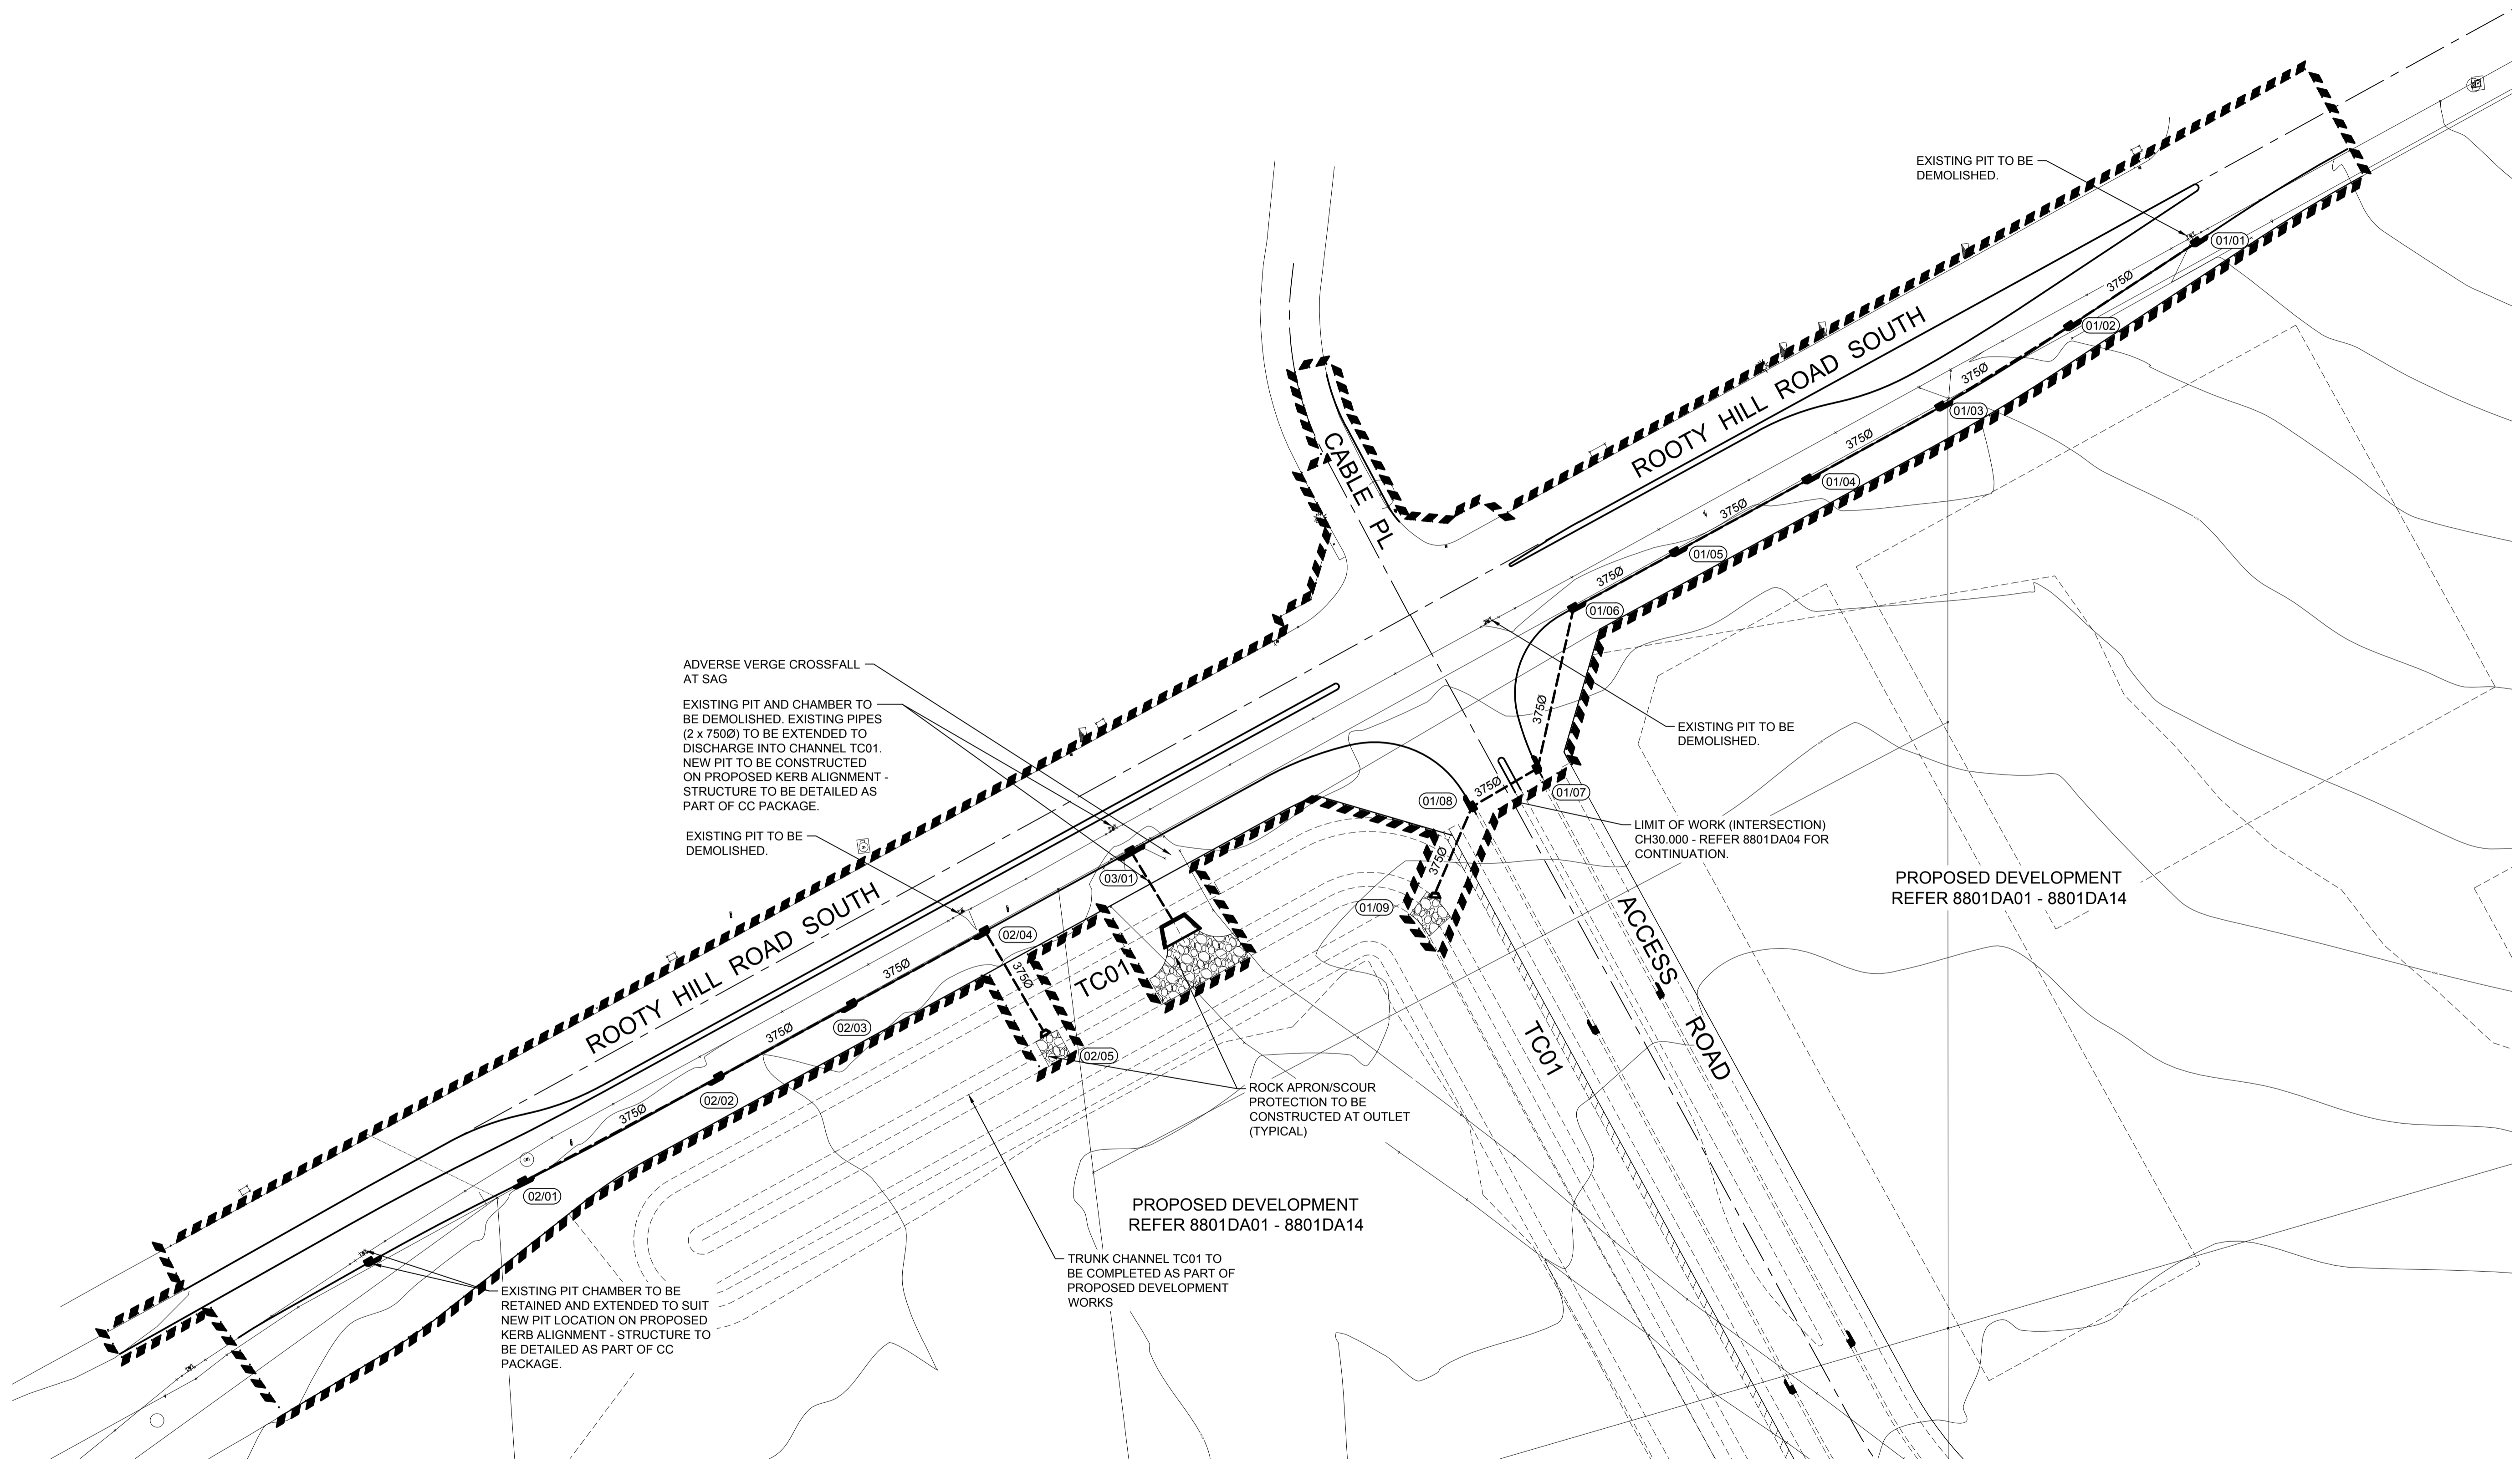 EXISTING PIT TO BE
DEMOLISHED.
01/01
375Ø
01/02
ROOTY HILL ROAD SOUTH
375Ø
01/03
375Ø
01/04
CABLE PL
375Ø
01/05
375Ø
01/06
ADVERSE VERGE CROSSFALL
AT SAG
EXISTING PIT AND CHAMBER TO
BE DEMOLISHED. EXISTING PIPES
(2 x 750Ø) TO BE EXTENDED TO
DISCHARGE INTO CHANNEL TC01.
NEW PIT TO BE CONSTRUCTED
ON PROPOSED KERB ALIGNMENT -
STRUCTURE TO BE DETAILED AS
PART OF CC PACKAGE.
375Ø
EXISTING PIT TO BE
DEMOLISHED.
375Ø
01/07
01/08
LIMIT OF WORK (INTERSECTION)
CH30.000 - REFER 8801DA04 FOR
CONTINUATION.
EXISTING PIT TO BE
DEMOLISHED.
375Ø
03/01
01/09
PROPOSED DEVELOPMENT
REFER 8801DA01 - 8801DA14
ROOTY HILL ROAD SOUTH
02/04
375Ø
375Ø
TC01
ACCESS ROAD
02/03
375Ø
TC01
02/05
02/02
375Ø
ROCK APRON/SCOUR
PROTECTION TO BE
CONSTRUCTED AT OUTLET
(TYPICAL)
02/01
PROPOSED DEVELOPMENT
REFER 8801DA01 - 8801DA14
TRUNK CHANNEL TC01 TO
BE COMPLETED AS PART OF
PROPOSED DEVELOPMENT
WORKS
EXISTING PIT CHAMBER TO BE
RETAINED AND EXTENDED TO SUIT
NEW PIT LOCATION ON PROPOSED
KERB ALIGNMENT - STRUCTURE TO
BE DETAILED AS PART OF CC
PACKAGE.